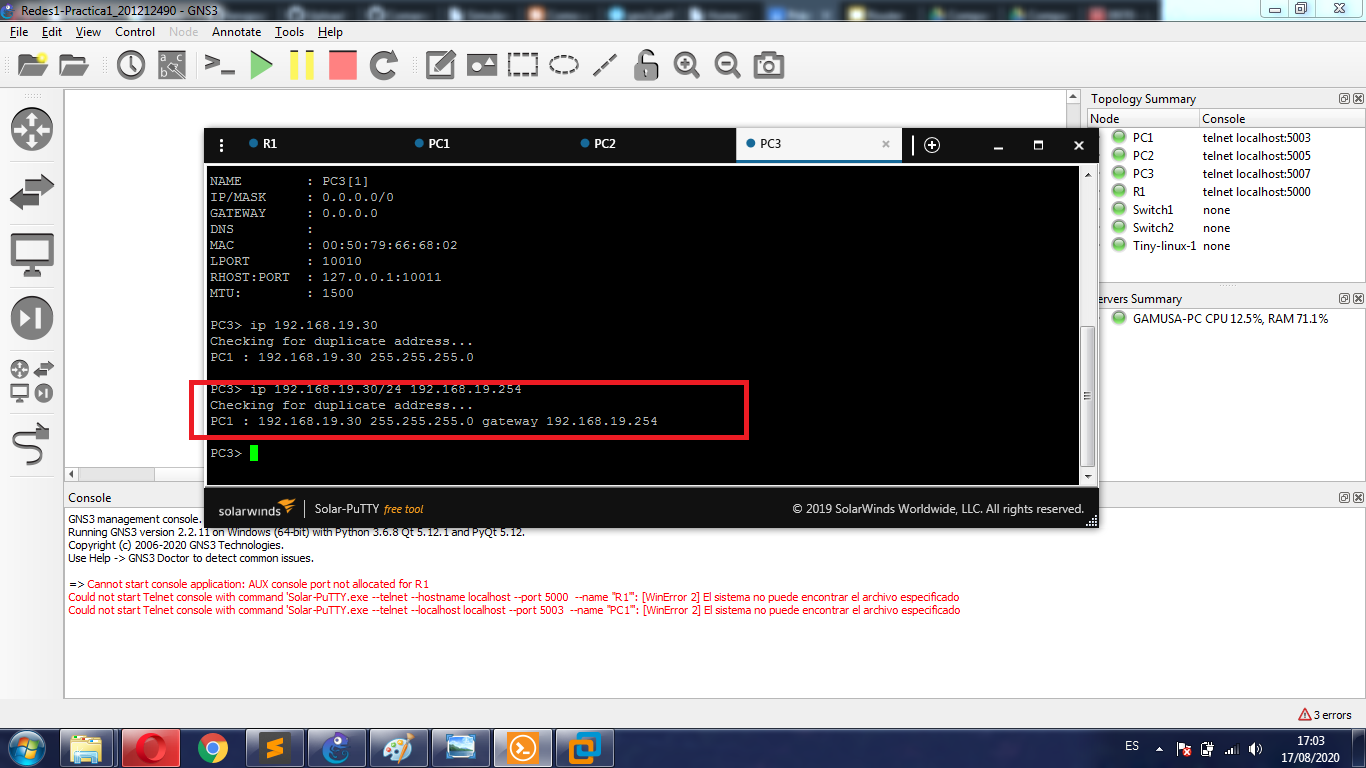 Redes1-Practica1_201212490 - GNS3
File Edit View Control Node Annotate Tools Help
Topology Summary
Node Console
PC1 telnet localhost:5003
PC2 telnet localhost:5005
PC3 telnet localhost:5007
R1 telnet localhost:5000
Switch1 none
Switch2 none
Tiny-linux-1 none
ervers Summary
GAMUSA-PC CPU 12.5%, RAM 71.1%
R1 PC1 PC2 PC3
NAME : PC3[1]
IP/MASK : 0.0.0.0/0
GATEWAY : 0.0.0.0
DNS :
MAC : 00:50:79:66:68:02
LPORT : 10010
RHOST:PORT : 127.0.0.1:10011
MTU: : 1500
PC3> ip 192.168.19.30
Checking for duplicate address...
PC1 : 192.168.19.30 255.255.255.0
PC3> ip 192.168.19.30/24 192.168.19.254
Checking for duplicate address...
PC1 : 192.168.19.30 255.255.255.0 gateway 192.168.19.254
PC3>
solarwinds Solar-PuTTY free tool © 2019 SolarWinds Worldwide, LLC. All rights reserved.
Console
GNS3 management console.
Running GNS3 version 2.2.11 on Windows (64-bit) with Python 3.6.8 Qt 5.12.1 and PyQt 5.12.
Copyright (c) 2006-2020 GNS3 Technologies.
Use Help -> GNS3 Doctor to detect common issues.
=> Cannot start console application: AUX console port not allocated for R1
Could not start Telnet console with command 'Solar-PuTTY.exe --telnet --hostname localhost --port 5000 --name "R1"': [WinError 2] El sistema no puede encontrar el archivo especificado
Could not start Telnet console with command 'Solar-PuTTY.exe --telnet --localhost localhost --port 5003 --name "PC1"': [WinError 2] El sistema no puede encontrar el archivo especificado
3 errors
ES
17:03
17/08/2020